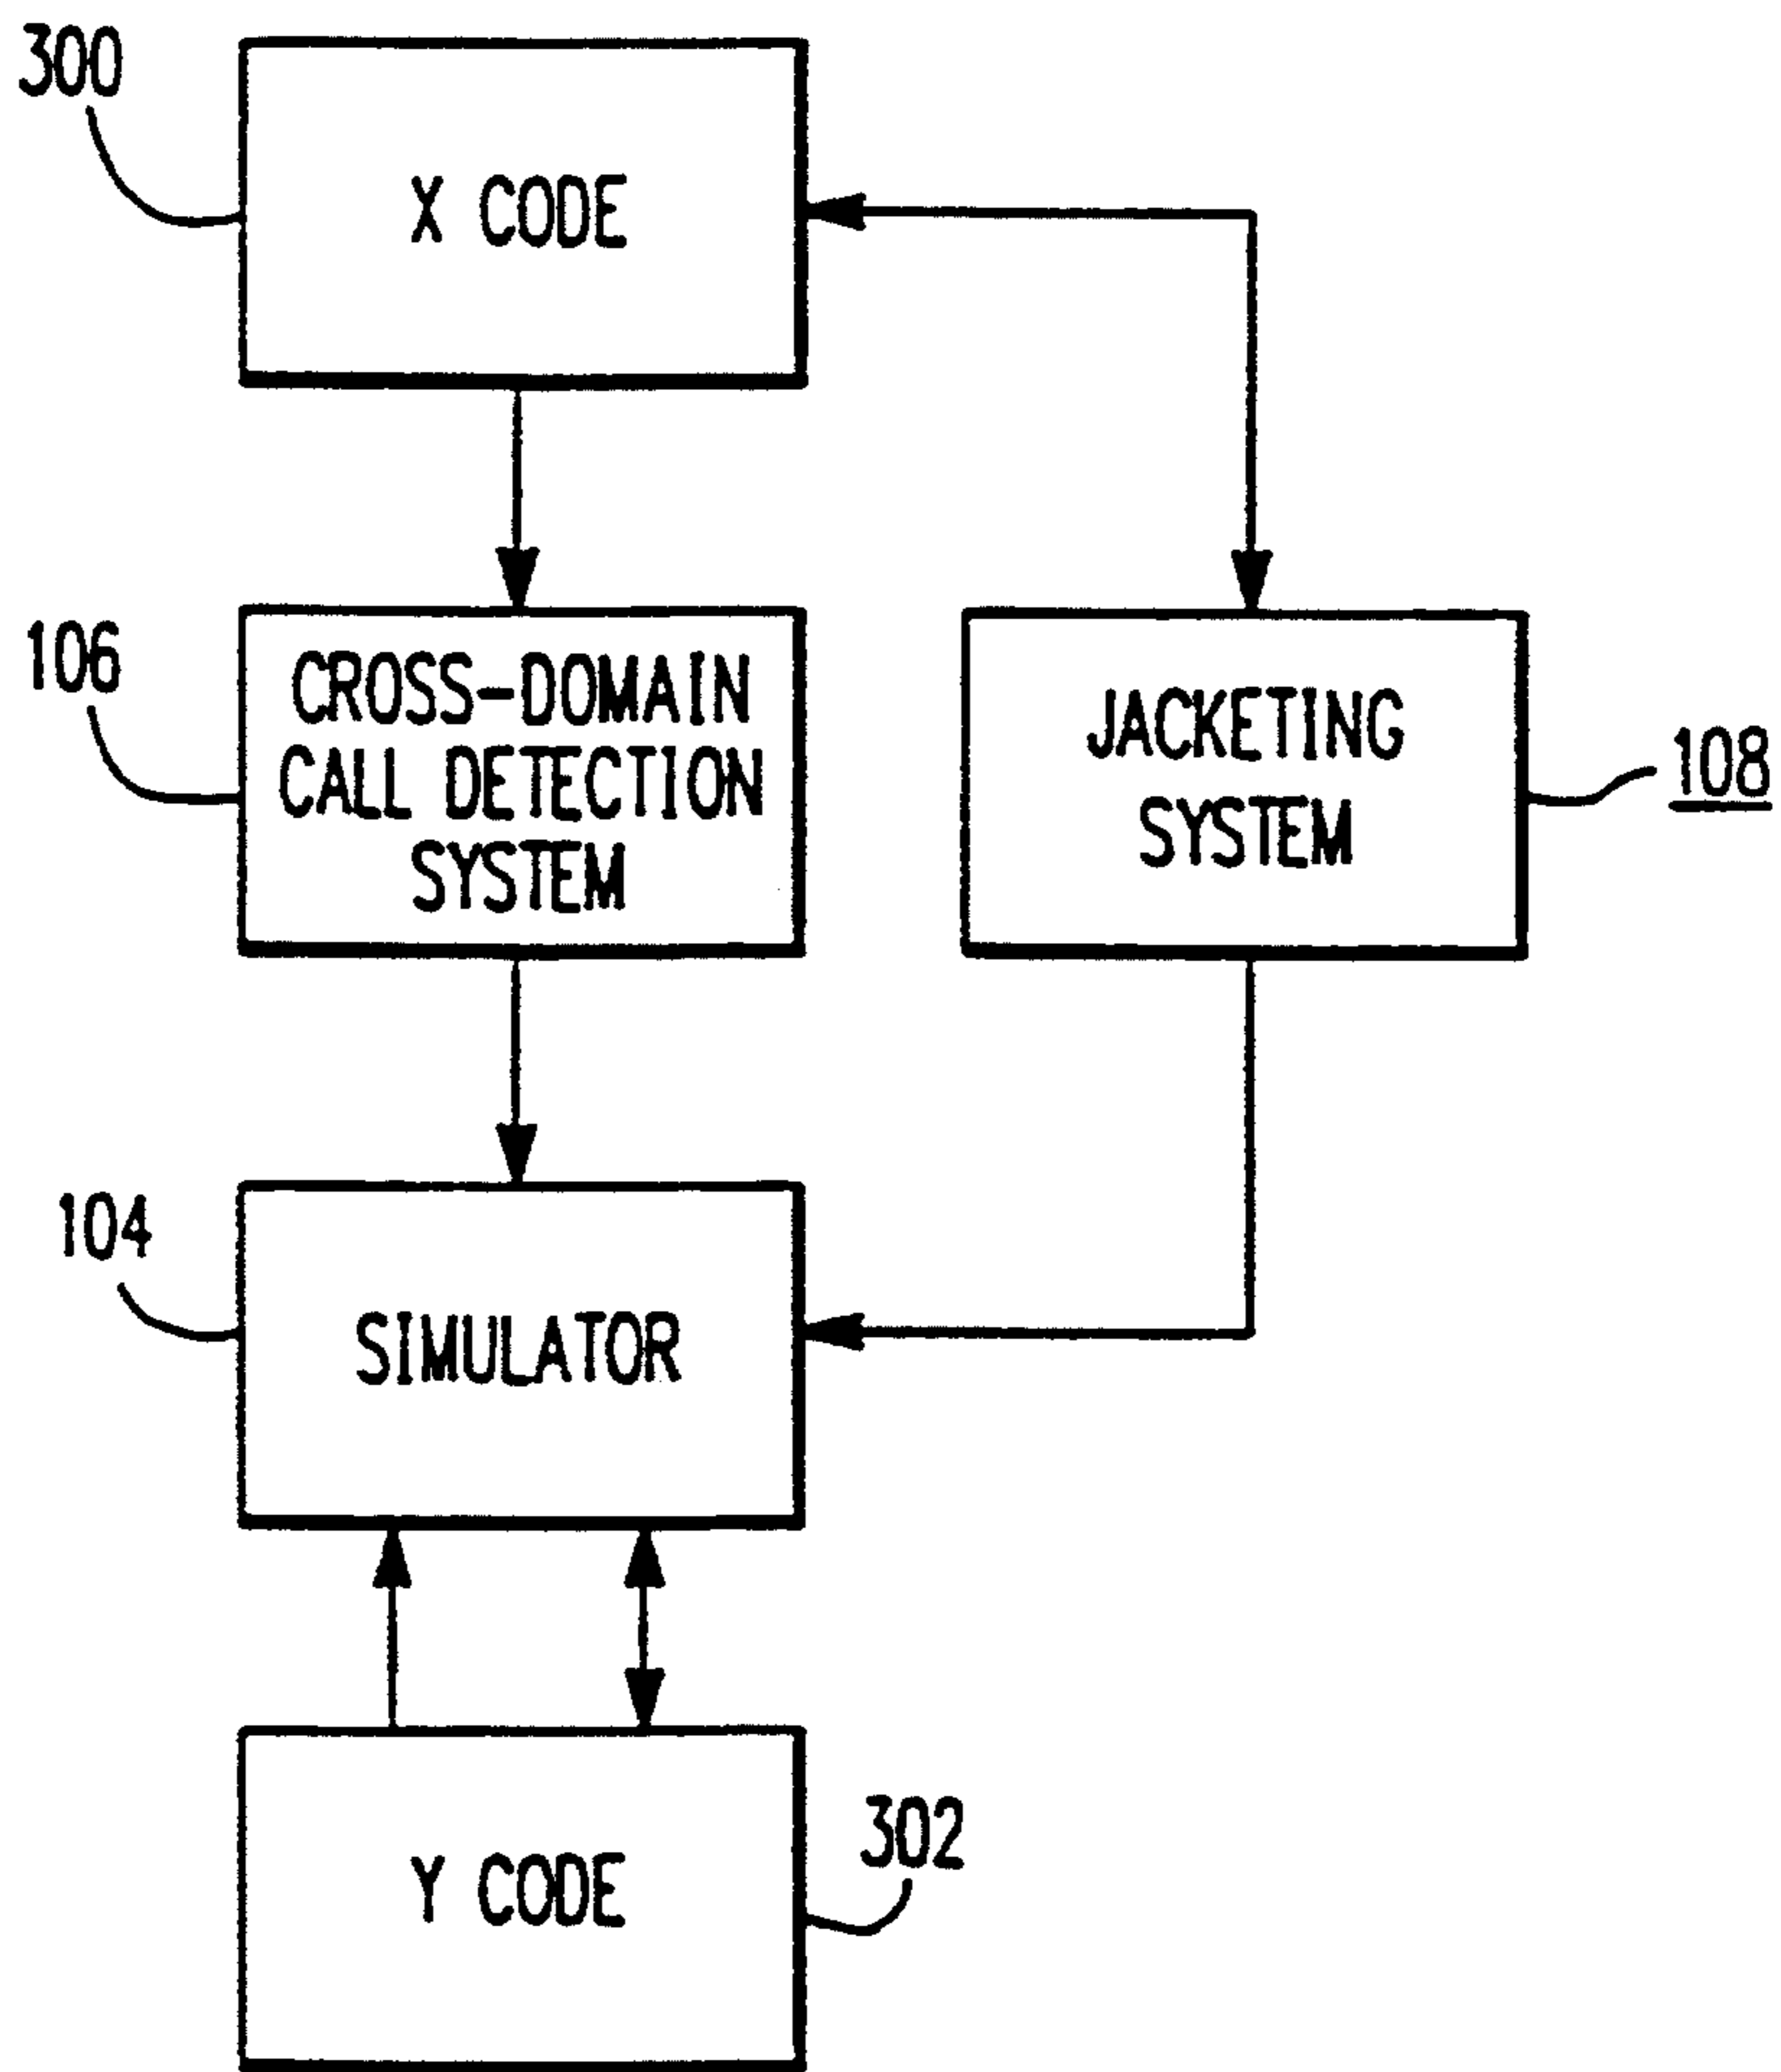 300
X CODE
106
CROSS-DOMAIN
CALL DETECTION
SYSTEM
JACKETING
SYSTEM
108
104
SIMULATOR
Y CODE
302